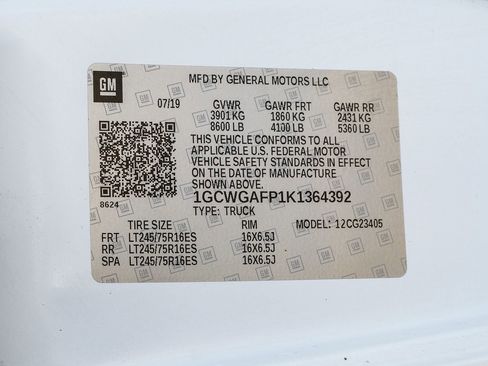 GM
MFD BY GENERAL MOTORS LLC
07/19 GVWR GAWR FRT GAWR RR
3901 KG 1860 KG 2431 KG
8600 LB 4100 LB 5360 LB
THIS VEHICLE CONFORMS TO ALL
APPLICABLE U.S. FEDERAL MOTOR
VEHICLE SAFETY STANDARDS IN EFFECT
ON THE DATE OF MANUFACTURE
SHOWN ABOVE.
8624
1GCWGAFP1K1364392
TYPE: TRUCK
TIRE SIZE RIM MODEL: 12CG23405
FRT LT245/75R16ES 16X6.5J
RR LT245/75R16ES 16X6.5J
SPA LT245/75R16ES 16X6.5J